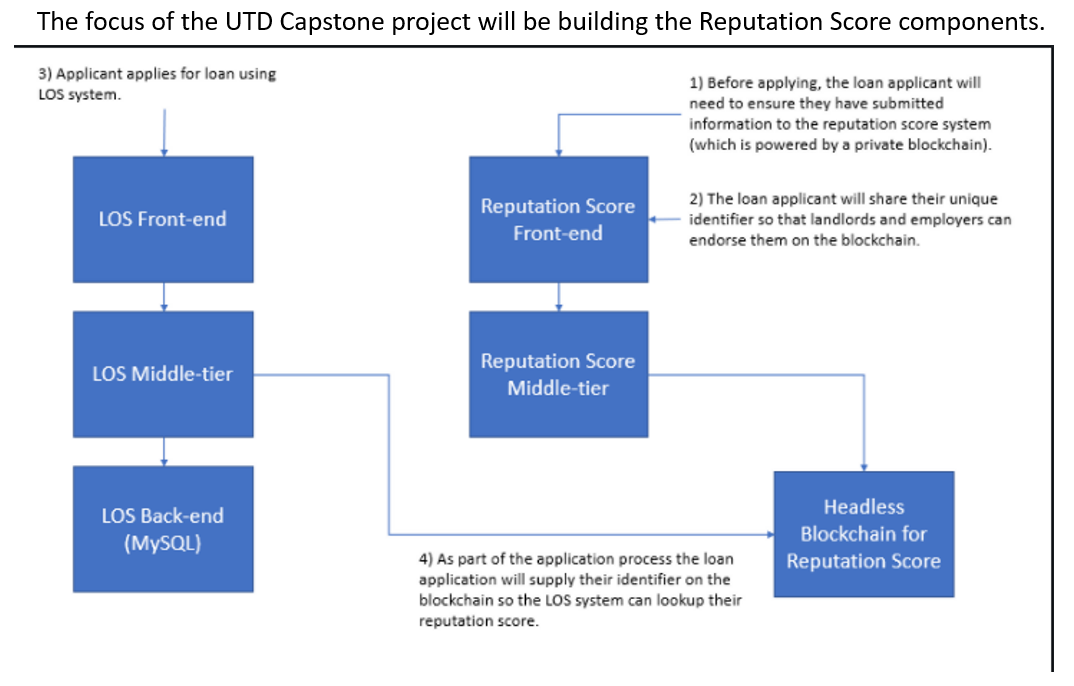 The focus of the UTD Capstone project will be building the Reputation Score components.
3) Applicant applies for loan using
LOS system.
1) Before applying, the loan applicant will
need to ensure they have submitted
information to the reputation score system
(which is powered by a private blockchain).
2) The loan applicant will share their unique
identifier so that landlords and employers can
endorse them on the blockchain.
LOS Front-end
Reputation Score
Front-end
LOS Middle-tier
Reputation Score
Middle-tier
LOS Back-end
(MySQL)
Headless
Blockchain for
Reputation Score
4) As part of the application process the loan
application will supply their identifier on the
blockchain so the LOS system can lookup their
reputation score.